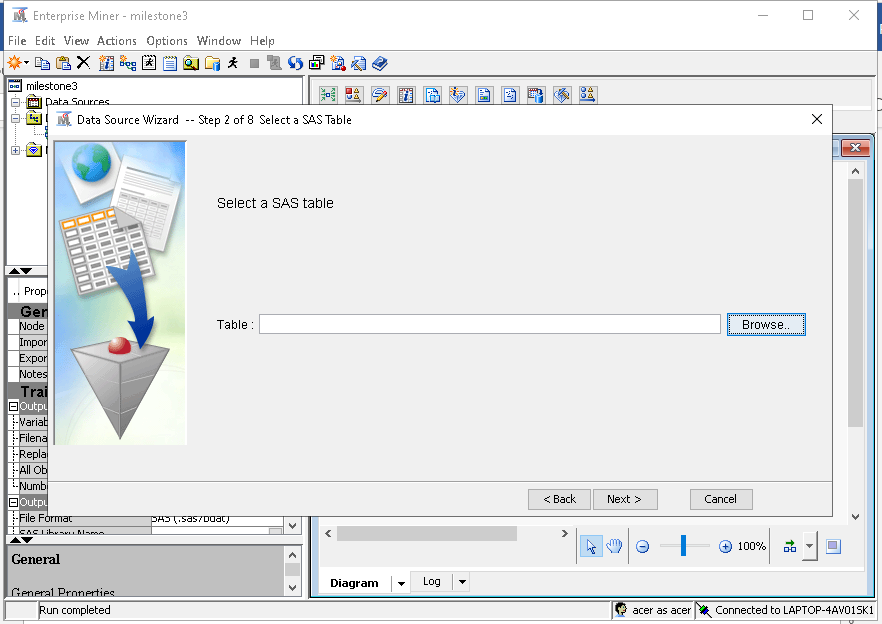 Enterprise Miner - milestone3
File Edit View Actions Options Window Help
milestone3
Data Sources
Data Source Wizard -- Step 2 of 8 Select a SAS Table
Select a SAS table
Table :
Browse..
< Back
Next >
Cancel
.. Prope
Gen
Node
Impor
Expor
Notes
Trai
Outpu
Variab
Filena
Repla
All Ob
Numb
Outpu
File Format
SAS (.sas7bdat)
SAS Library Name
General
General Properties
100%
Diagram
Log
Run completed
acer as acer
Connected to LAPTOP-4AV01SK1